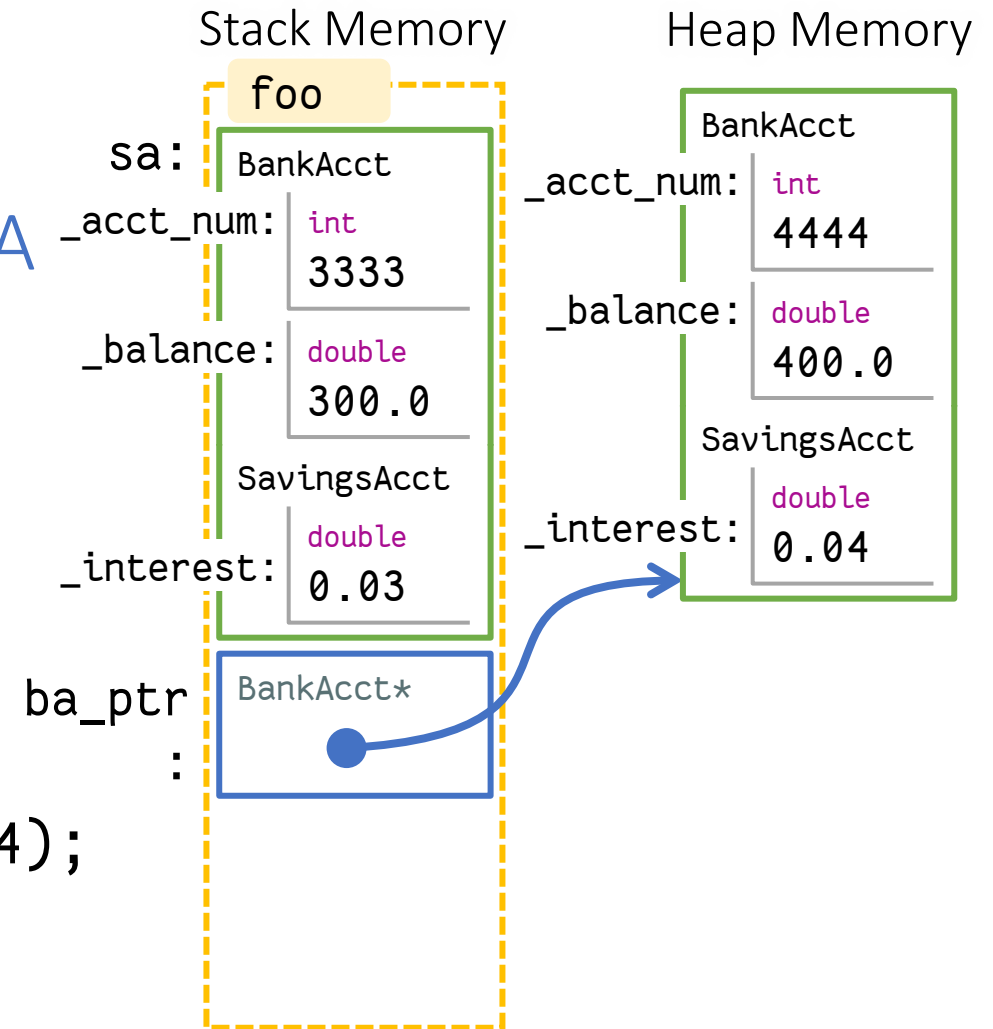 Stack Memory
Heap Memory
foo
sa:
BankAcct
_acct_num:
int
3333
_balance:
double
300.0
SavingsAcct
_interest:
double
0.03
ba_ptr
:
BankAcct*
BankAcct
_acct_num:
int
4444
_balance:
double
400.0
SavingsAcct
_interest:
double
0.04
A
4);